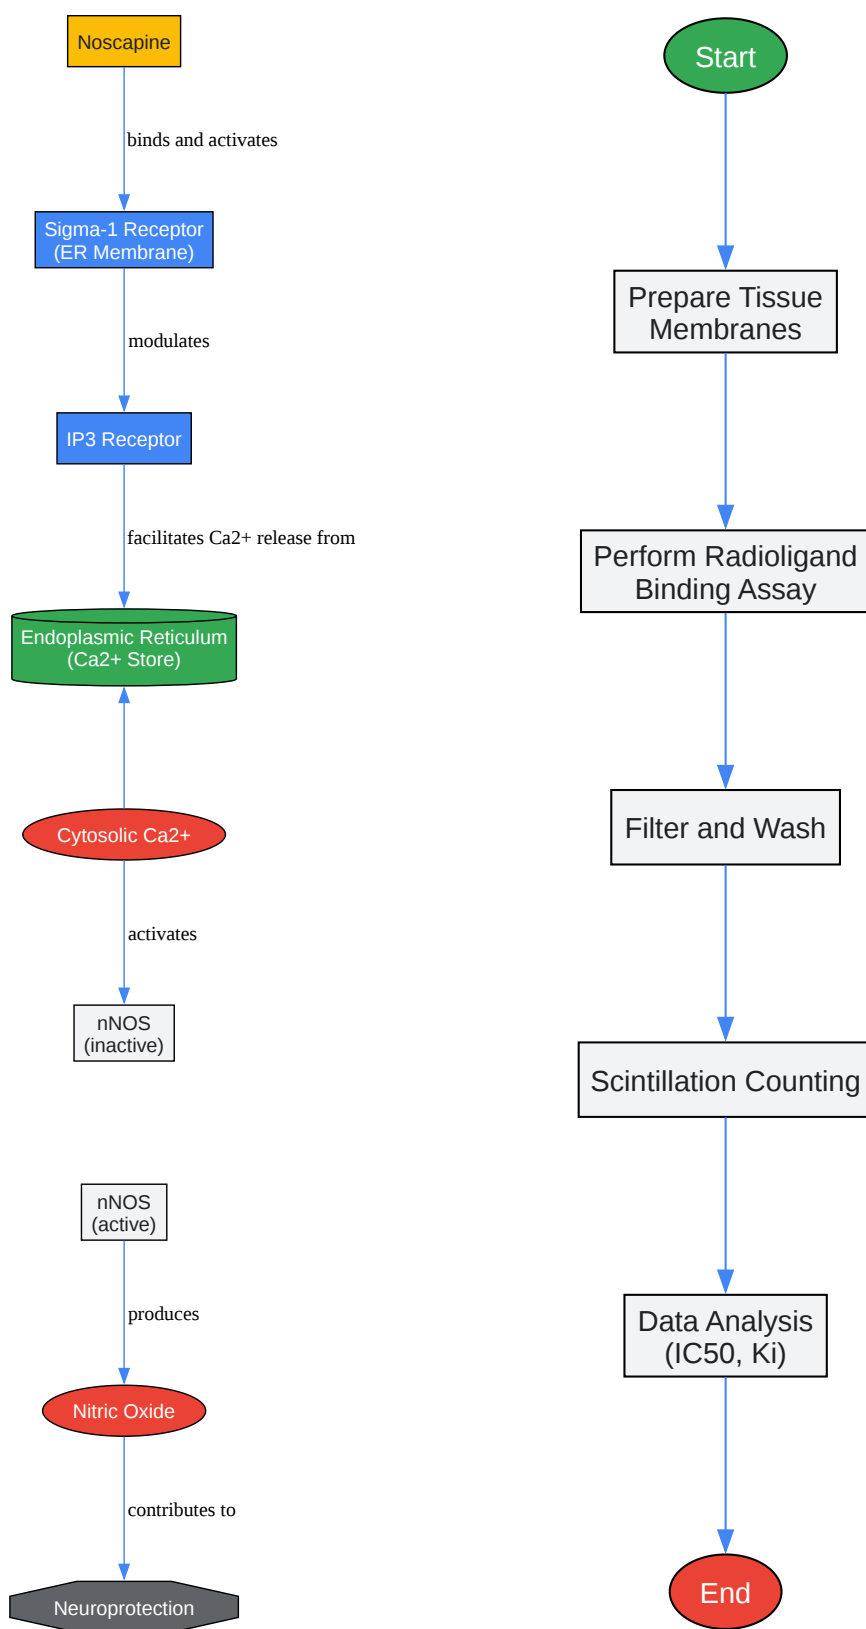 Noscapine
binds and activates
Sigma-1 Receptor
(ER Membrane)
modulates
IP3 Receptor
facilitates Ca2+ release from
Endoplasmic Reticulum
(Ca2+ Store)
Cytosolic Ca2+
activates
nNOS
(inactive)
nNOS
(active)
produces
Nitric Oxide
contributes to
Neuroprotection
Start
Prepare Tissue
Membranes
Perform Radioligand
Binding Assay
Filter and Wash
Scintillation Counting
Data Analysis
(IC50, Ki)
End